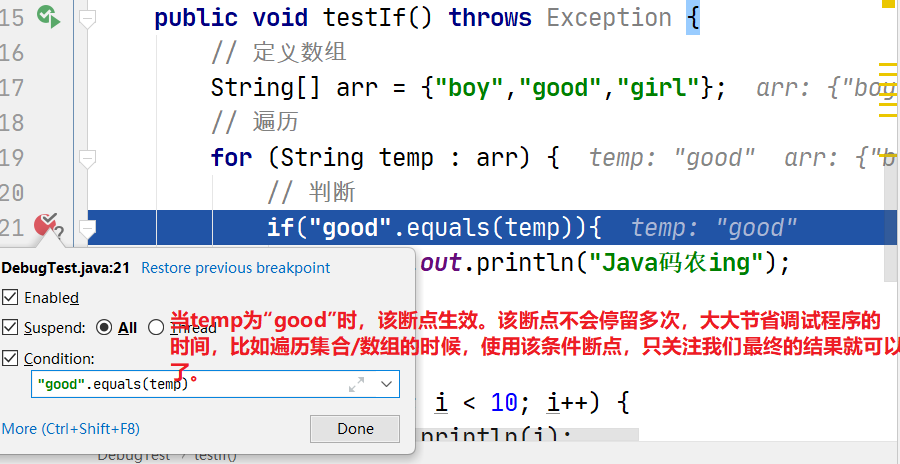 15 public void testIf() throws Exception {
16 // 定义数组
17 String[] arr = {"boy","good","girl"}; arr: {"boy
18 // 遍历
19 for (String temp : arr) { temp: "good" arr: {"b
20 // 判断
21 if("good".equals(temp)){ temp: "good"
.out.println("Java码农ing");
DebugTest.java:21 Restore previous breakpoint
Enabled
Suspend: All Thread
当temp为“good”时，该断点生效。该断点不会停留多次，大大节省调试程序的
时间，比如遍历集合/数组的时候，使用该条件断点，只关注我们最终的结果就可以
了。
Condition:
"good".equals(temp)
i < 10; i++) {
More (Ctrl+Shift+F8) Done
println(i);
DebugTest › testIf()